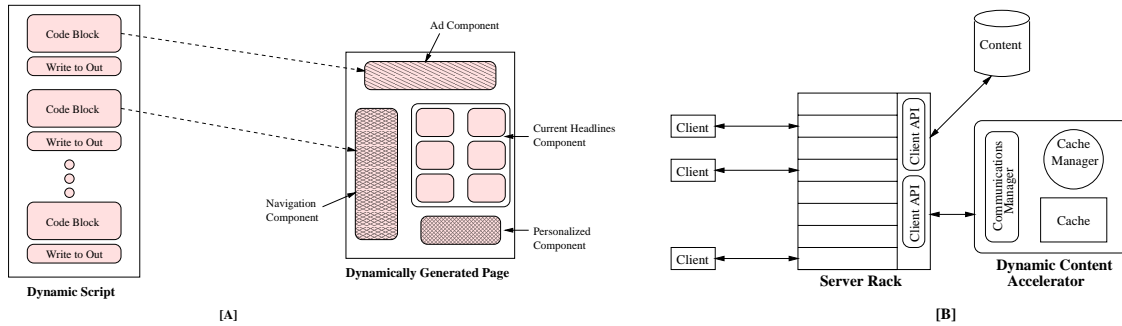 Code Block
Write to Out
Code Block
Write to Out
Code Block
Write to Out
Dynamic Script
Ad Component
Current Headlines
Component
Navigation
Component
Personalized
Component
Dynamically Generated Page
[A]
Client
Client
Client
Client API
Client API
Server Rack
Content
Communications
Manager
Cache
Manager
Cache
Dynamic Content
Accelerator
[B]